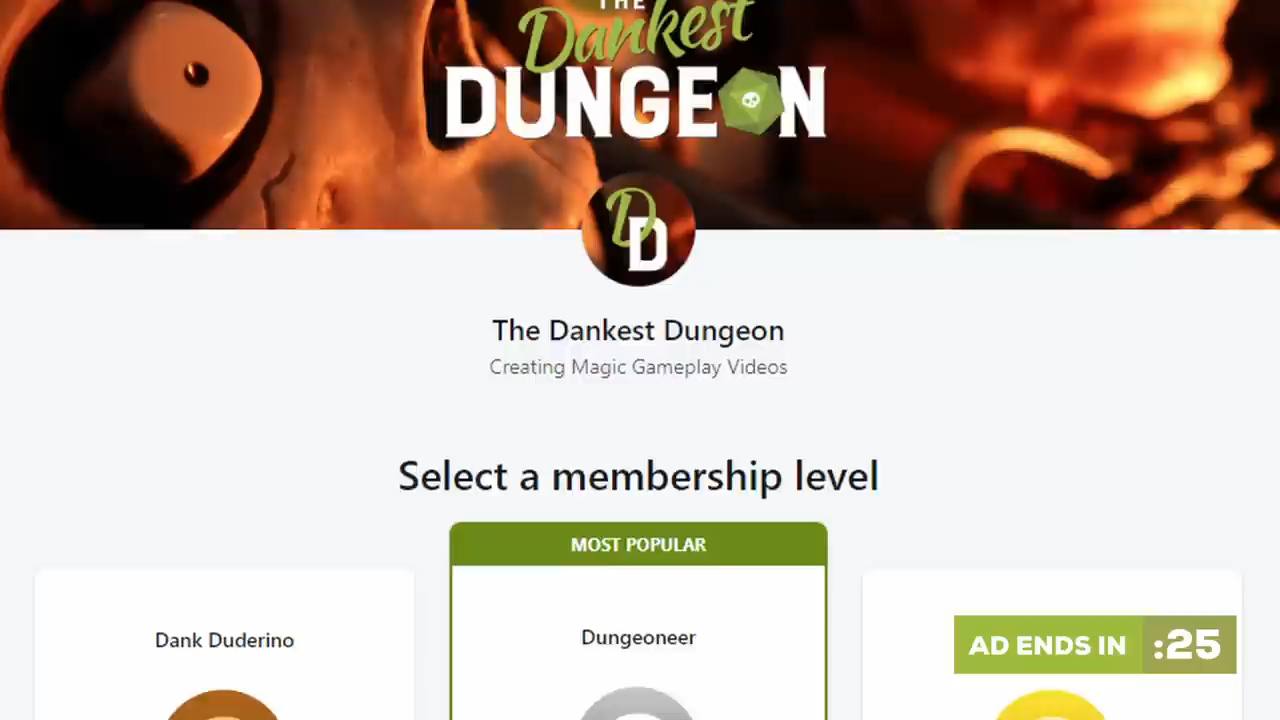 THE
Dankest
DUNGEON
DD
The Dankest Dungeon
Creating Magic Gameplay Videos
Select a membership level
MOST POPULAR
Dank Duderino
Dungeoneer
AD ENDS IN :25